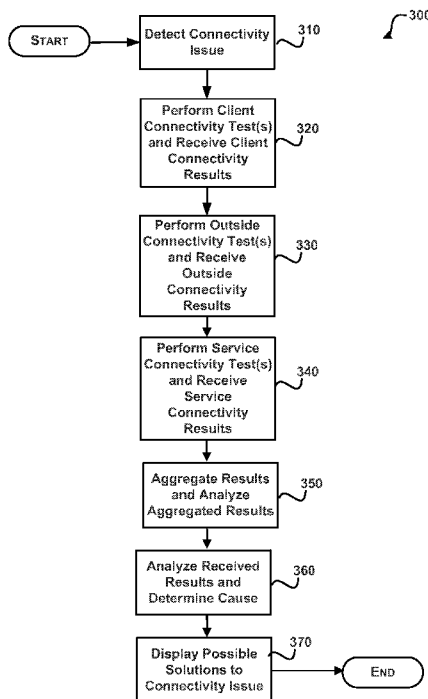 300
START
Detect Connectivity
Issue
310
Perform Client
Connectivity Test(s)
and Receive Client
Connectivity
Results
320
Perform Outside
Connectivity Test(s)
and Receive
Outside
Connectivity
Results
330
Perform Service
Connectivity Test(s)
and Receive
Service
Connectivity
Results
340
Aggregate Results
and Analyze
Aggregated Results
350
Analyze Received
Results and
Determine Cause
360
Display Possible
Solutions to
Connectivity Issue
370
END